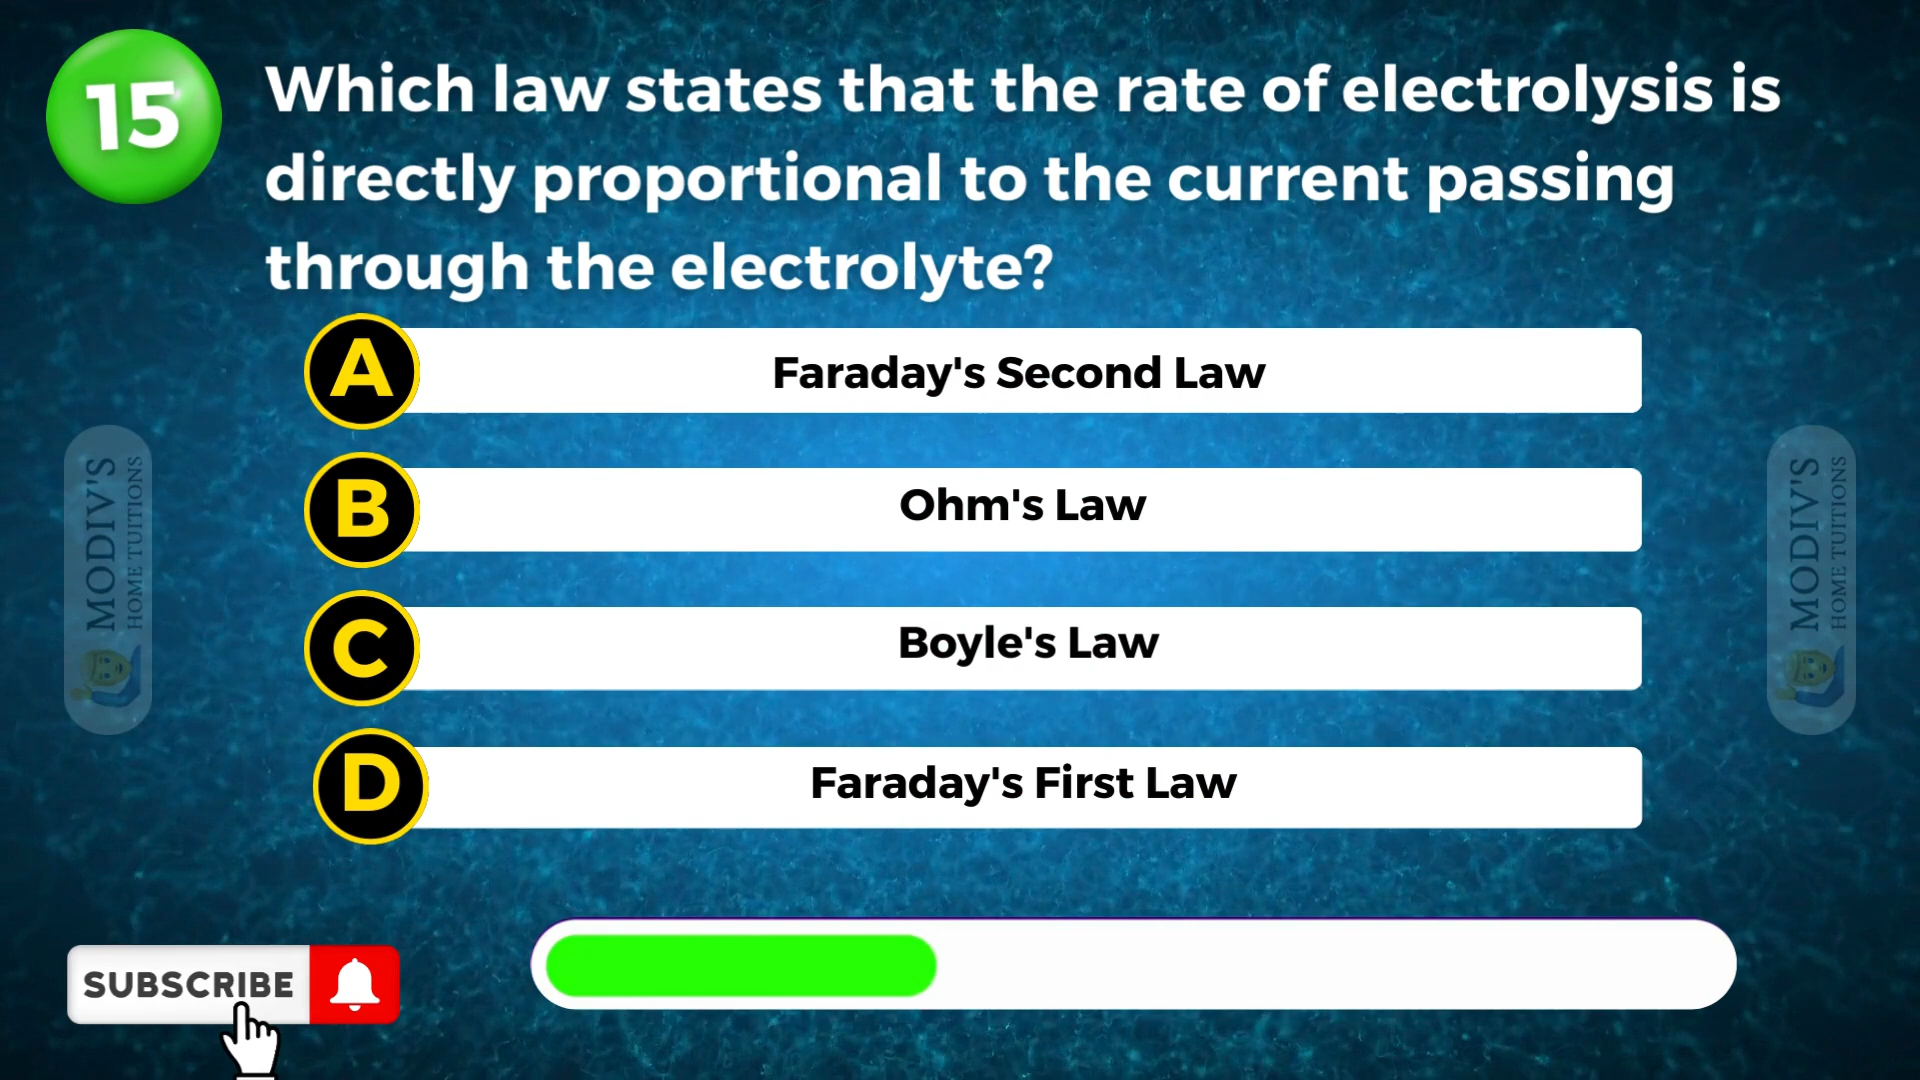 15
Which law states that the rate of electrolysis is
directly proportional to the current passing
through the electrolyte?
A
Faraday's Second Law
B
Ohm's Law
C
Boyle's Law
D
Faraday's First Law
MODIV'S
HOME TUITIONS
MODIV'S
HOME TUITIONS
SUBSCRIBE